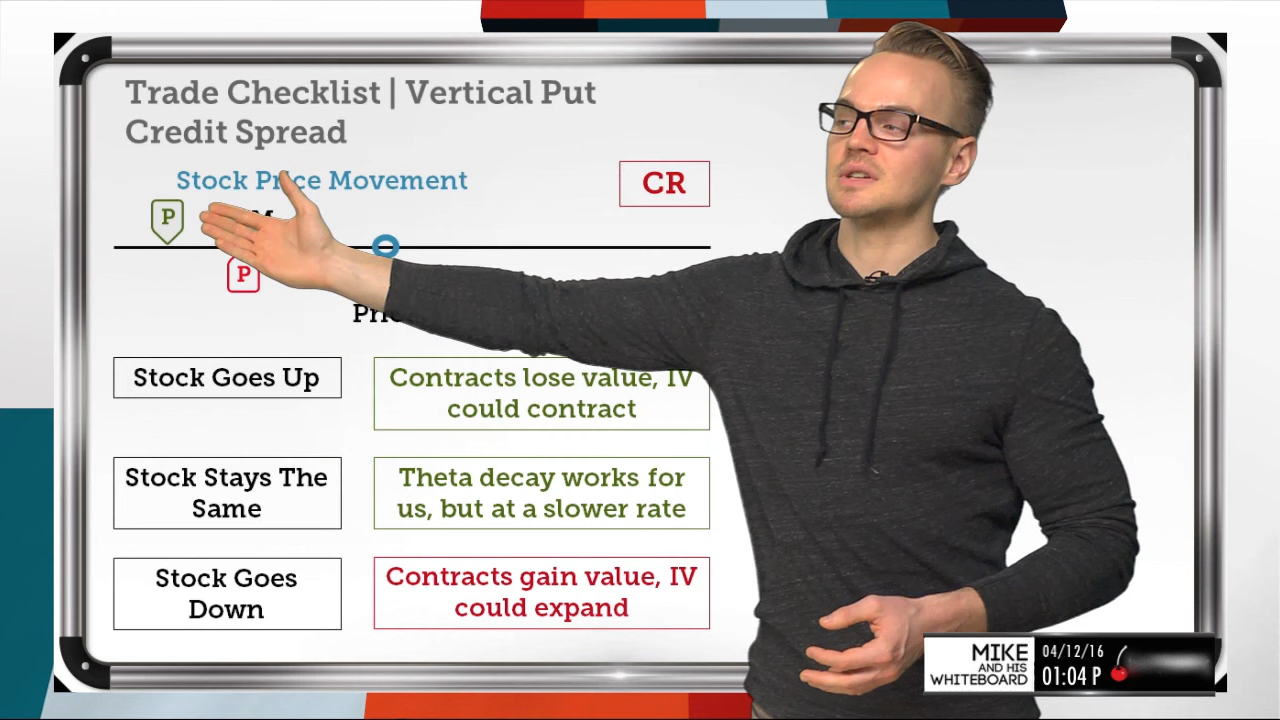 Trade Checklist | Vertical Put
Credit Spread
Stock Price Movement
CR
P
P
Stock Goes Up
Contracts lose value, IV
could contract
Stock Stays The
Same
Theta decay works for
us, but at a slower rate
Stock Goes
Down
Contracts gain value, IV
could expand
MIKE
AND HIS
WHITEBOARD
04/12/16
01:04 P